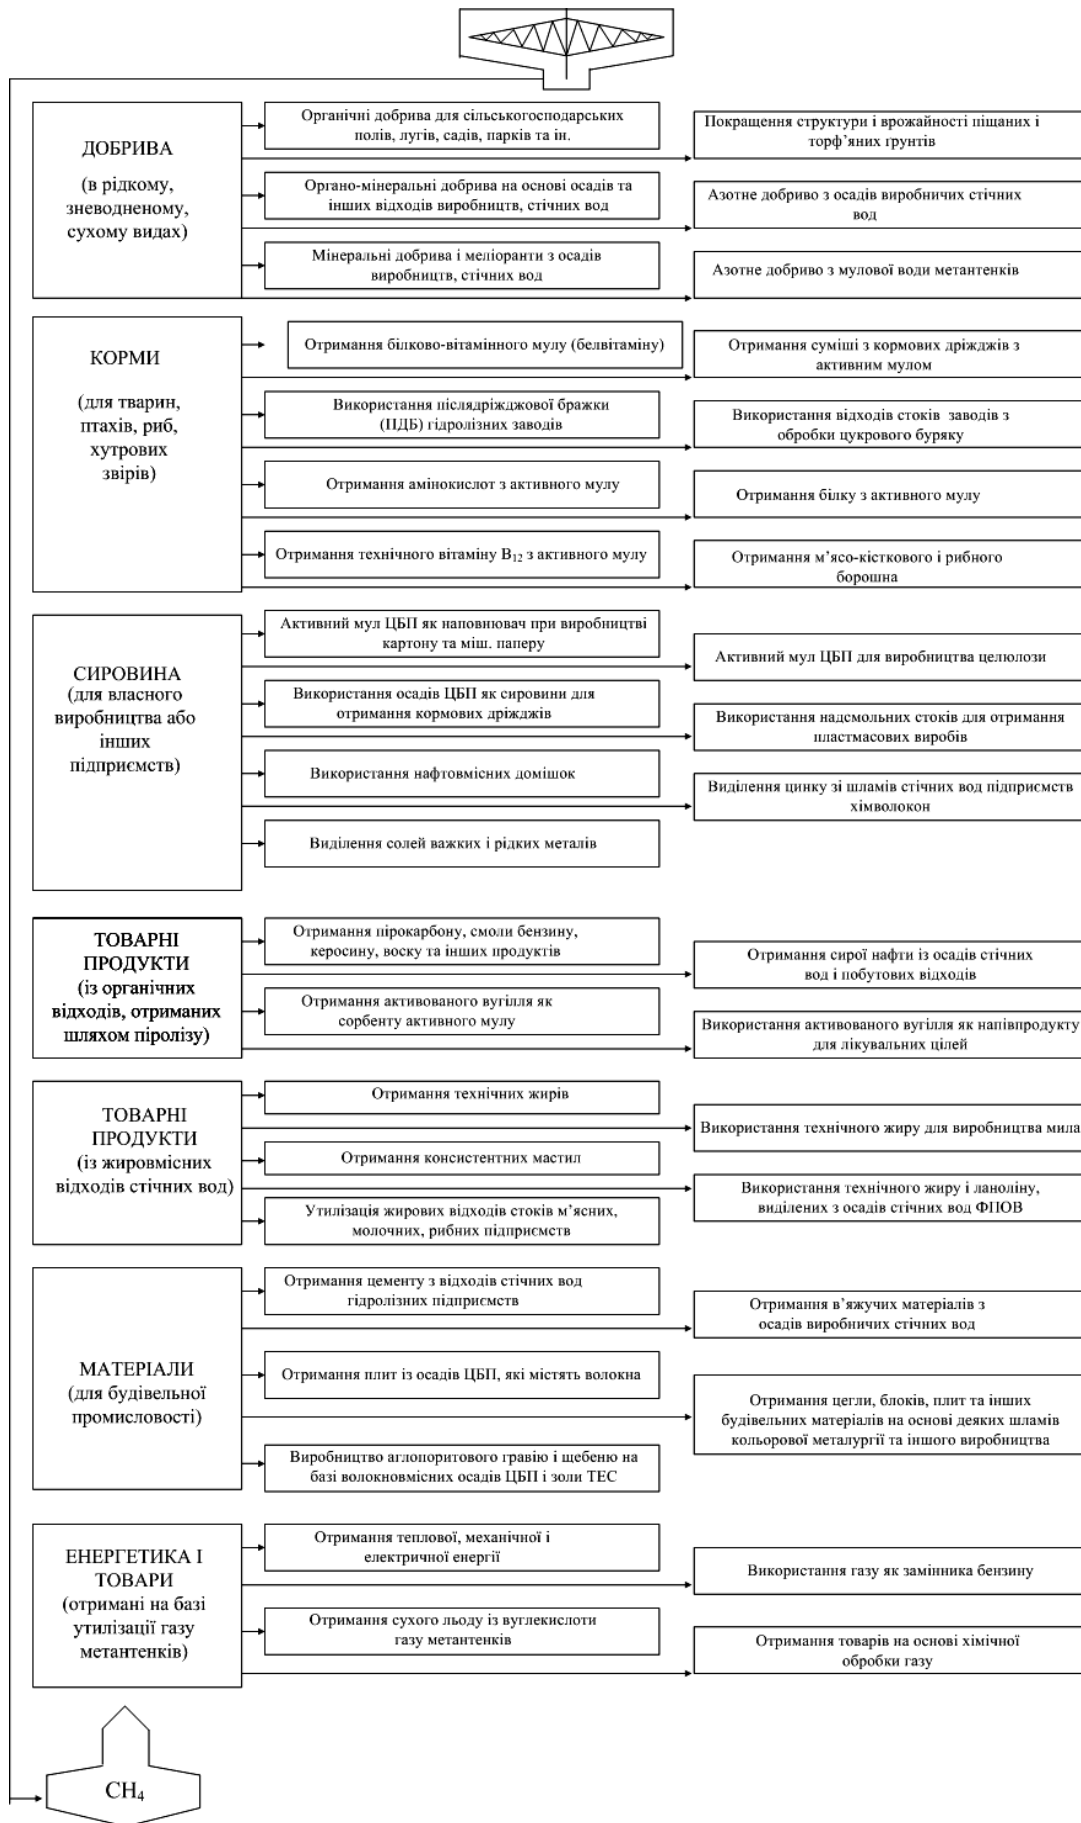 ДОБРИВА
(в рідкому,
зневодненому,
сухому видах)
Органічні добрива для сільськогосподарських
полів, лугів, садів, парків та ін.
Покращення структури і врожайності піщаних і
торф’яних ґрунтів
Органо-мінеральні добрива на основі осадів та
інших відходів виробництв, стічних вод
Азотне добриво з осадів виробничих стічних
вод
Мінеральні добрива і меліоранти з осадів
виробництв, стічних вод
Азотне добриво з мулової води метантенків
КОРМИ
(для тварин,
птахів, риб,
хутрових
звірів)
Отримання білково-вітамінного мулу (белвітаміну)
Отримання суміші з кормових дріжджів з
активним мулом
Використання післядріжджової бражки
(ПДБ) гідролізних заводів
Використання відходів стоків заводів з
обробки цукрового буряку
Отримання амінокислот з активного мулу
Отримання білку з активного мулу
Отримання технічного вітаміну В₁₂ з активного мулу
Отримання м’ясо-кісткового і рибного
борошна
СИРОВИНА
(для власного
виробництва або
інших
підприємств)
Активний мул ЦБП як наповнювач при виробництві
картону та міш. паперу
Активний мул ЦБП для виробництва целюлози
Використання осадів ЦБП як сировини для
отримання кормових дріжджів
Використання надсмольних стоків для отримання
пластмасових виробів
Використання нафтовмісних домішок
Виділення цинку зі шламів стічних вод підприємств
хімволокон
Виділення солей важких і рідких металів
ТОВАРНІ
ПРОДУКТИ
(із органічних
відходів, отриманих
шляхом піролізу)
Отримання пірокарбону, смоли бензину,
керосину, воску та інших продуктів
Отримання сирої нафти із осадів стічних
вод і побутових відходів
Отримання активованого вугілля як
сорбенту активного мулу
Використання активованого вугілля як напівпродукту
для лікувальних цілей
ТОВАРНІ
ПРОДУКТИ
(із жировмісних
відходів стічних вод)
Отримання технічних жирів
Використання технічного жиру для виробництва мила
Отримання консистентних мастил
Використання технічного жиру і ланоліну,
виділених з осадів стічних вод ФПОВ
Утилізація жирових відходів стоків м’ясних,
молочних, рибних підприємств
МАТЕРІАЛИ
(для будівельної
промисловості)
Отримання цементу з відходів стічних вод
гідролізних підприємств
Отримання в’яжучих матеріалів з
осадів виробничих стічних вод
Отримання плит із осадів ЦБП, які містять волокна
Отримання цегли, блоків, плит та інших
будівельних матеріалів на основі деяких шламів
кольорової металургії та іншого виробництва
Виробництво аглопоритового гравію і щебеню на
базі волокновмісних осадів ЦБП і золи ТЕС
ЕНЕРГЕТИКА І
ТОВАРИ
(отримані на базі
утилізації газу
метантенків)
Отримання теплової, механічної і
електричної енергії
Використання газу як замінника бензину
Отримання сухого льоду із вуглекислоти
газу метантенків
Отримання товарів на основі хімічної
обробки газу
CH₄